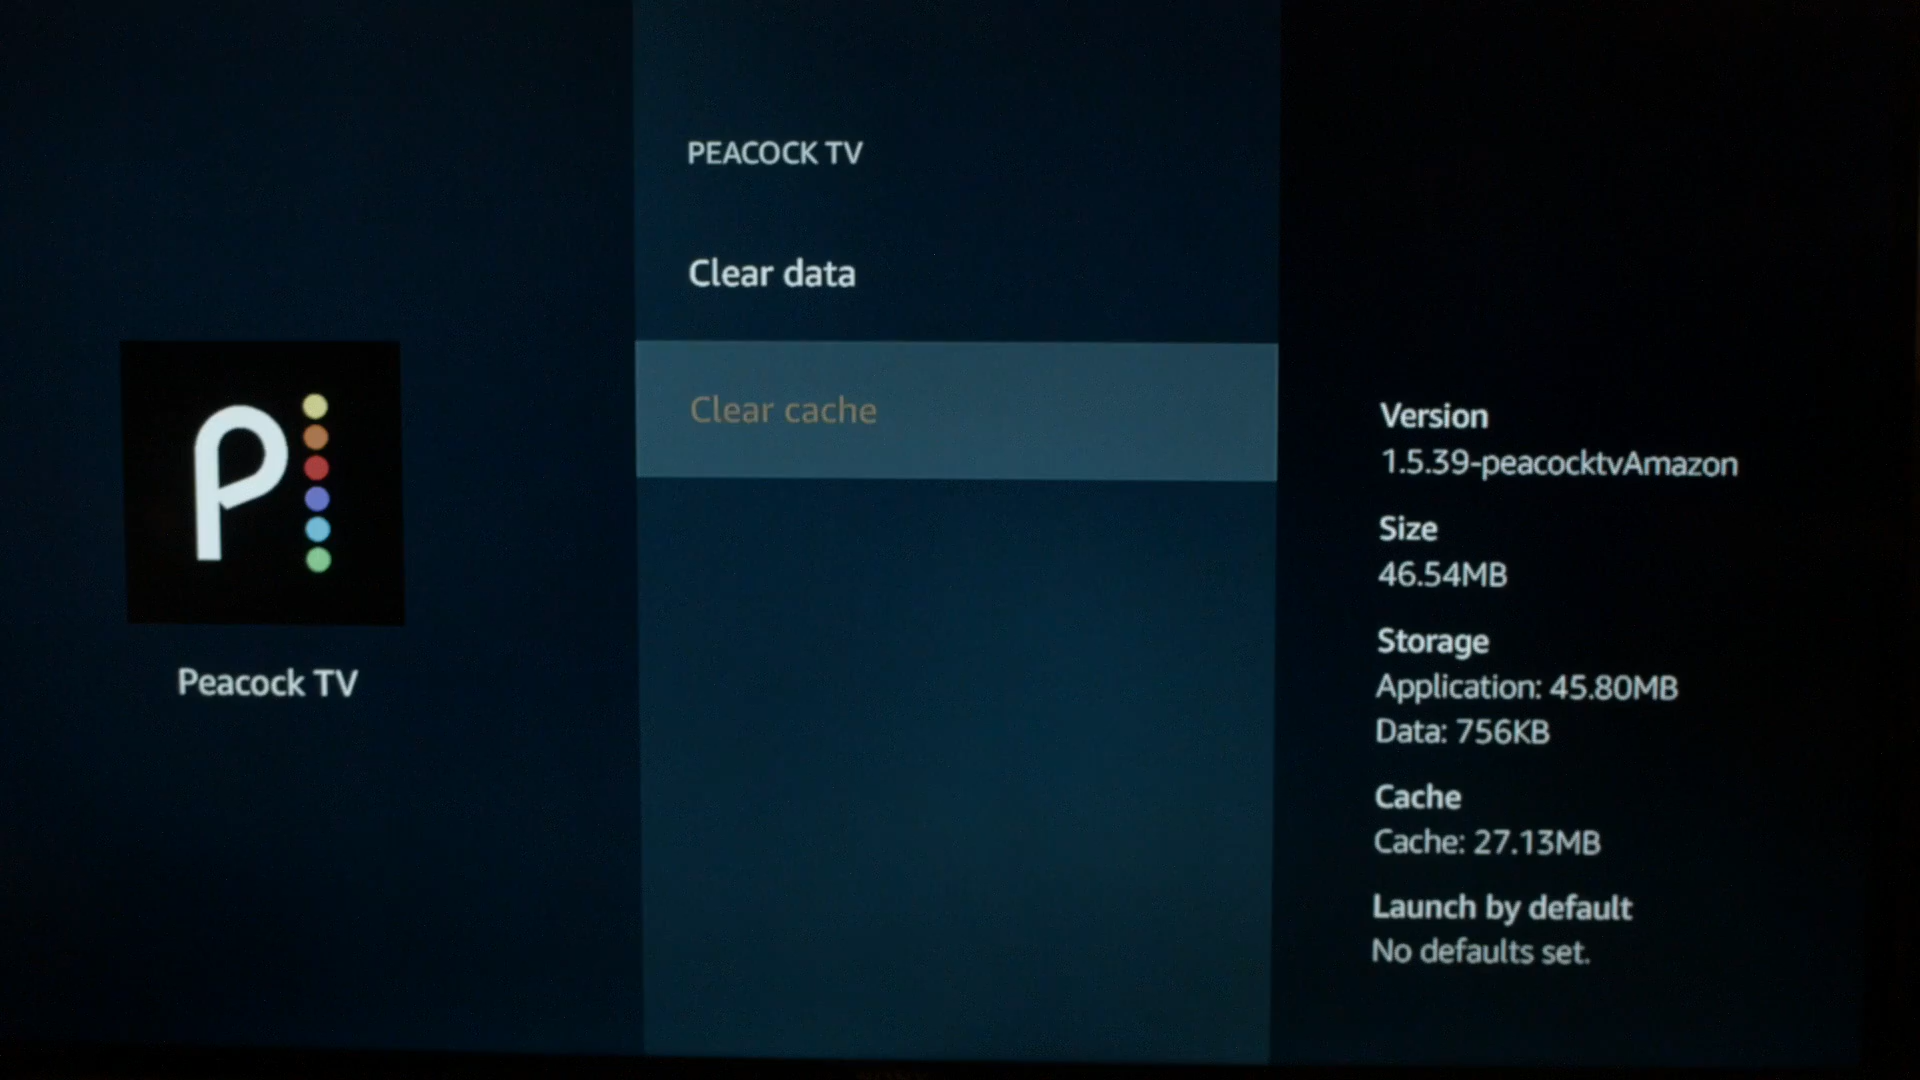 PEACOCK TV
Clear data
Clear cache
Peacock TV
Version
1.5.39-peacocktvAmazon
Size
46.54MB
Storage
Application: 45.80MB
Data: 756KB
Cache
Cache: 27.13MB
Launch by default
No defaults set.